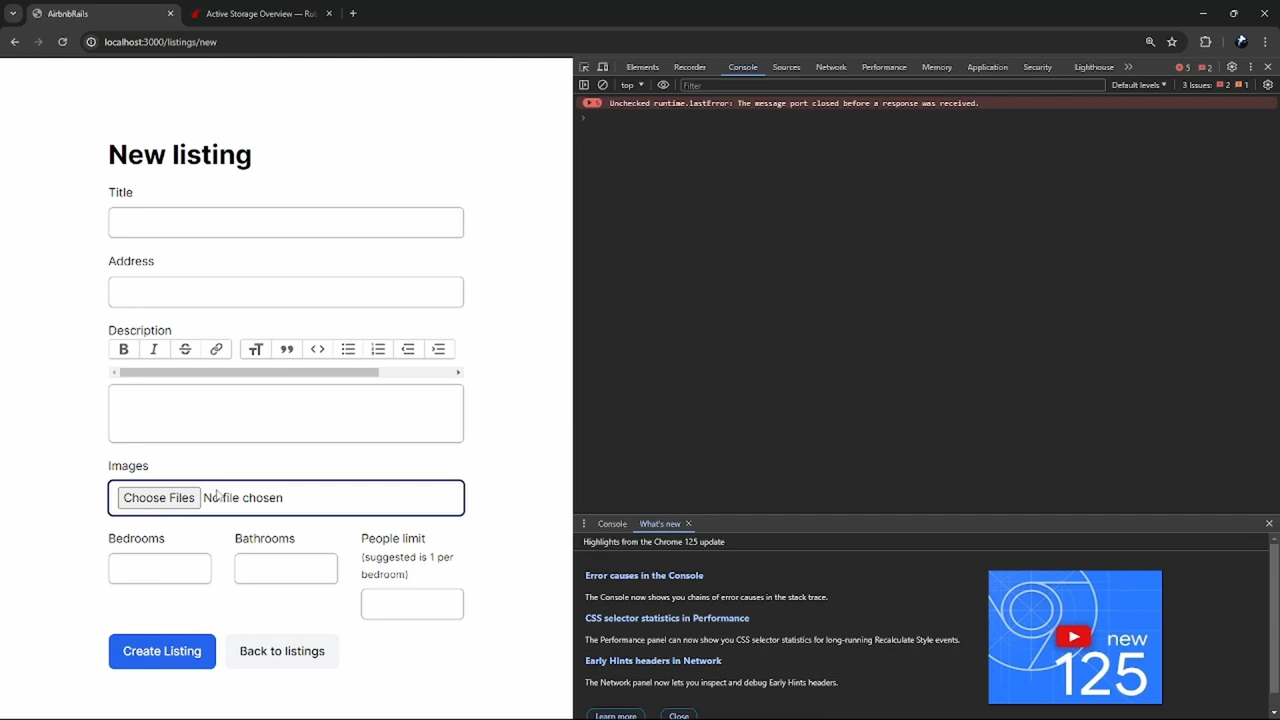 AirbnbRails
Active Storage Overview — Ru
localhost:3000/listings/new
Elements Recorder Console Sources Network Performance Memory Application Security Lighthouse 5 2
top Filter Default levels 3 Issues: 2 1
5 Unchecked runtime.lastError: The message port closed before a response was received.
New listing
Title
Address
Description
Images
Choose Files No file chosen
Bedrooms Bathrooms People limit
(suggested is 1 per
bedroom)
Create Listing Back to listings
Console What's new
Highlights from the Chrome 125 update
Error causes in the Console
The Console now shows you chains of error causes in the stack trace.
CSS selector statistics in Performance
The Performance panel can now show you CSS selector statistics for long-running Recalculate Style events.
Early Hints headers in Network
The Network panel now lets you inspect and debug Early Hints headers.
Learn more Close
new
125